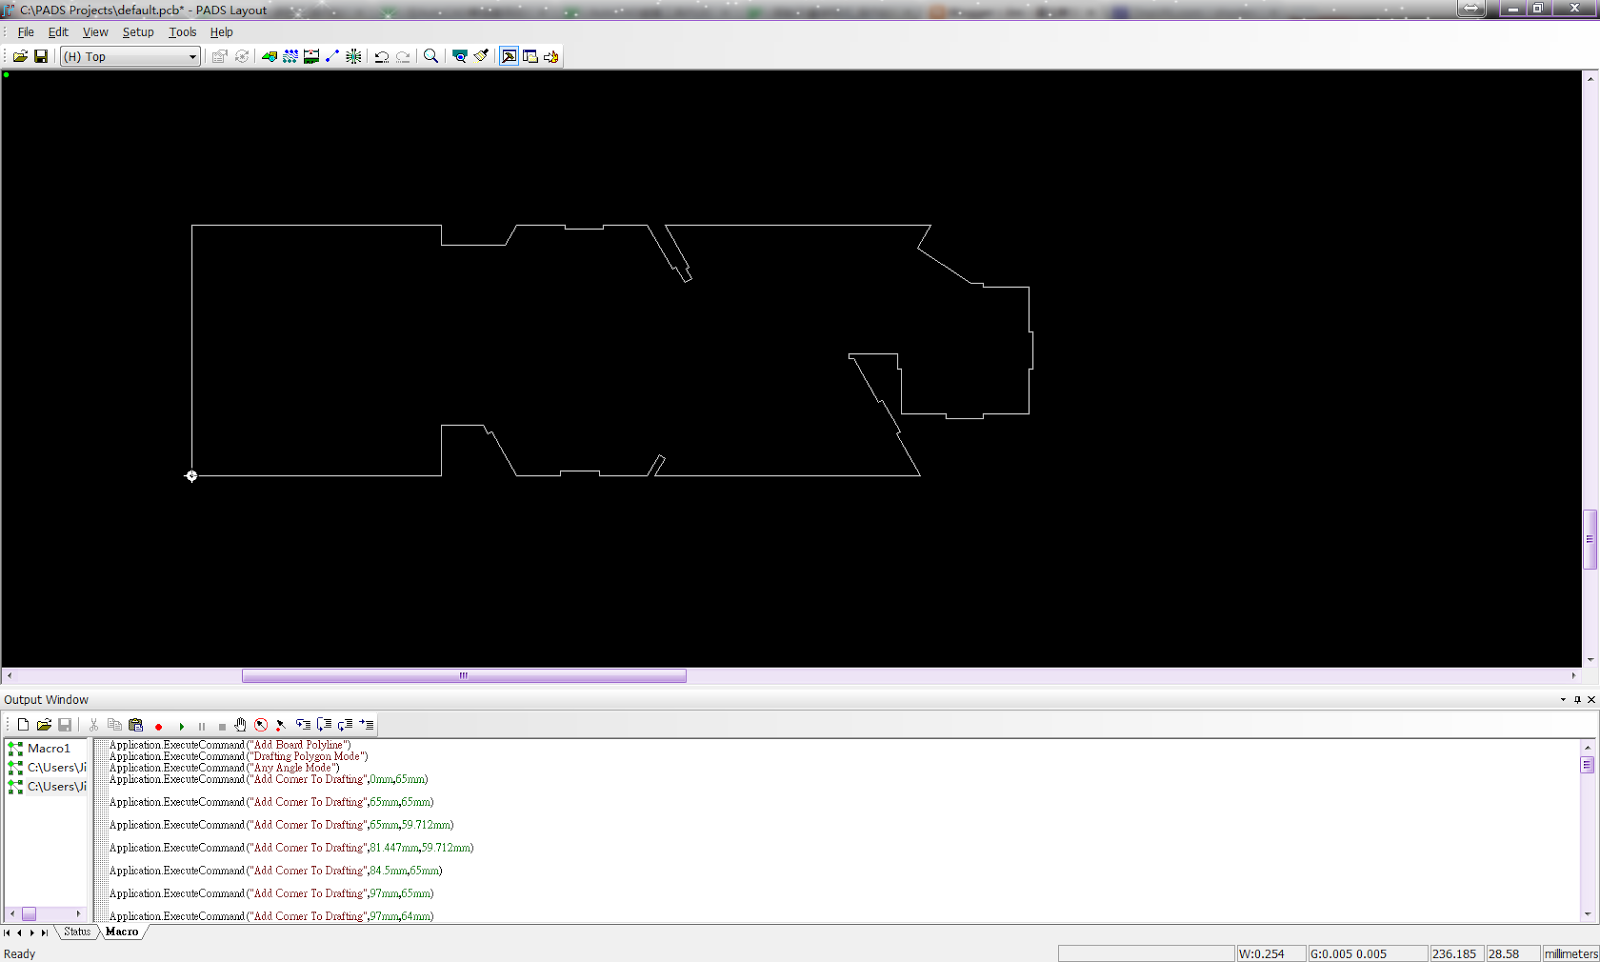 C:\PADS Projects\default.pcb* - PADS Layout
File Edit View Setup Tools Help
(H) Top
Output Window
Macro1
C:\Users\Ji
C:\Users\Ji
Application.ExecuteCommand("Add Board Polyline")
Application.ExecuteCommand("Drafting Polygon Mode")
Application.ExecuteCommand("Any Angle Mode")
Application.ExecuteCommand("Add Corner To Drafting",0mm,65mm)
Application.ExecuteCommand("Add Corner To Drafting",65mm,65mm)
Application.ExecuteCommand("Add Corner To Drafting",65mm,59.712mm)
Application.ExecuteCommand("Add Corner To Drafting",81.447mm,59.712mm)
Application.ExecuteCommand("Add Corner To Drafting",84.5mm,65mm)
Application.ExecuteCommand("Add Corner To Drafting",97mm,65mm)
Application.ExecuteCommand("Add Corner To Drafting",97mm,64mm)
Status Macro
Ready W:0.254 G:0.005 0.005 236.185 28.58 millimeters